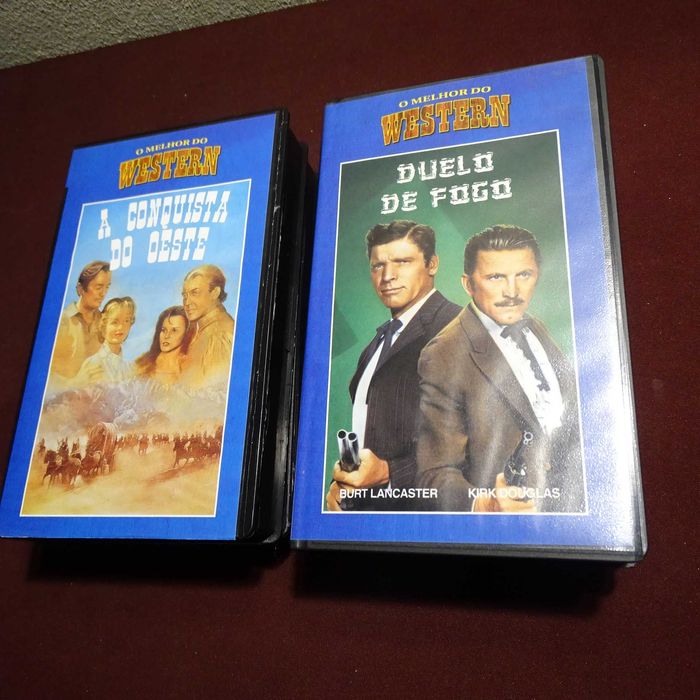 O MELHOR DO
WESTERN
A CONQUISTA
DO OESTE
O MELHOR DO
WESTERN
DUELO
DE FOGO
BURT LANCASTER KIRK DOUGLAS